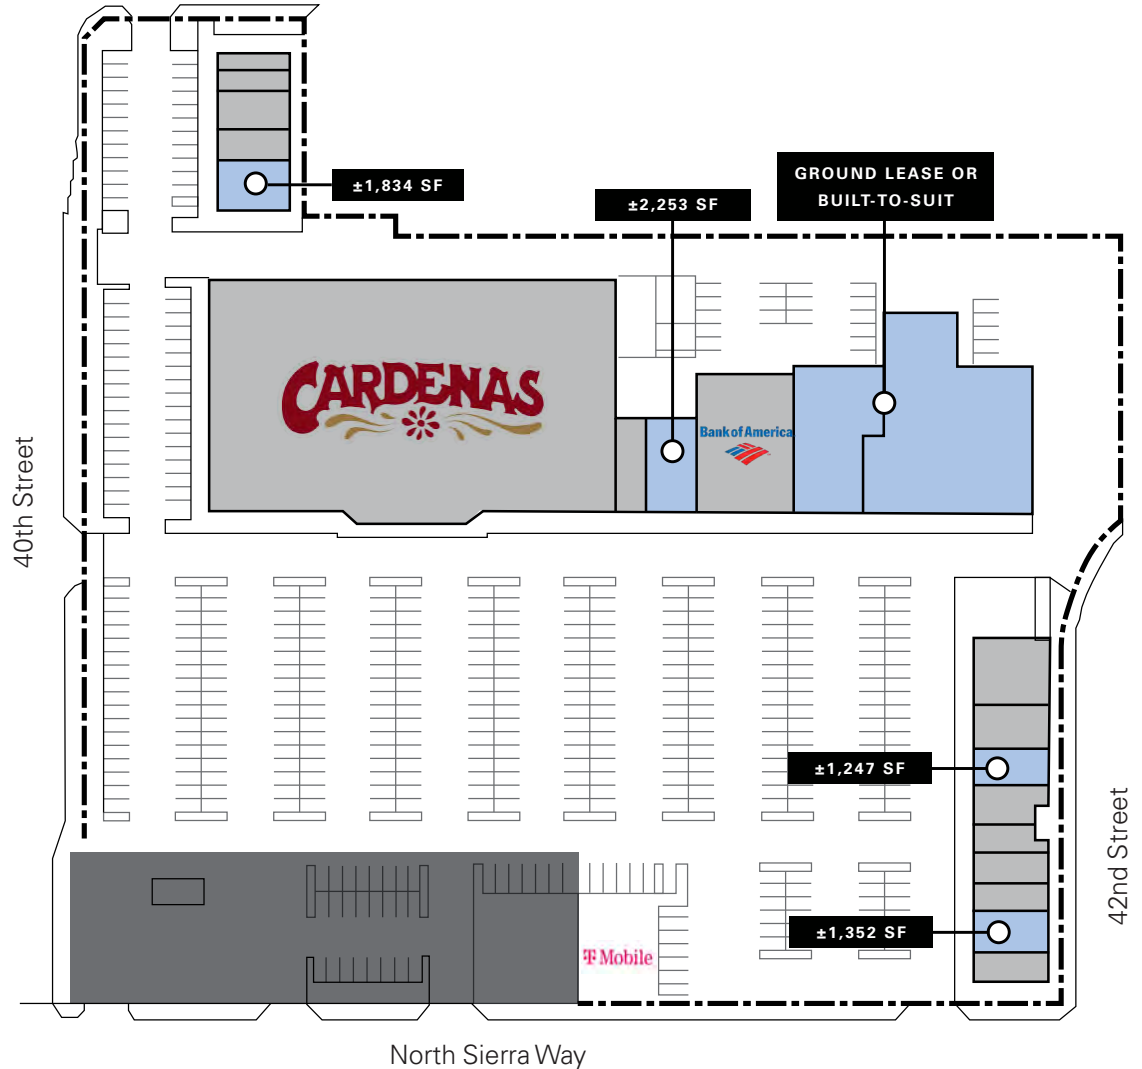 ±1,834 SF
±2,253 SF
GROUND LEASE OR
BUILT-TO-SUIT
CARDENAS
Bank of America
40th Street
±1,247 SF
42nd Street
±1,352 SF
T Mobile
North Sierra Way